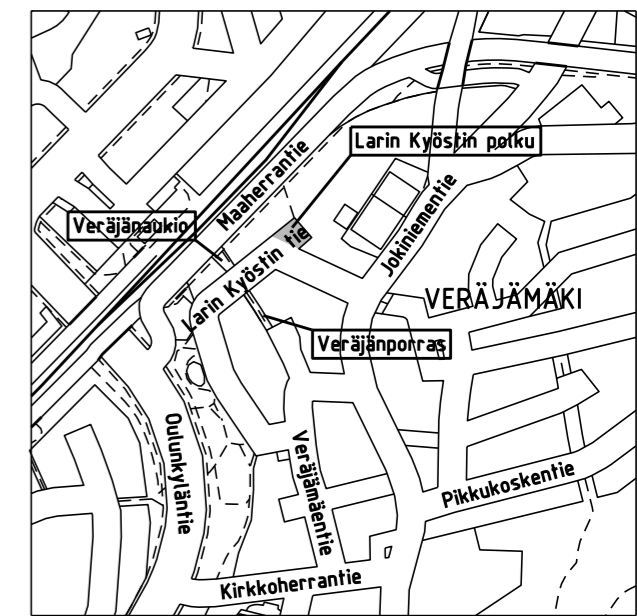 Larin Kyöstin polku
Maaherrantie
Veräjänaukio
Larin Kyöstin tie
Jokiniementie
VERÄJÄMÄKI
Veräjänporras
Oulunkyläntie
Veräjämäentie
Pikkukoskentie
Kirkkoherrantie